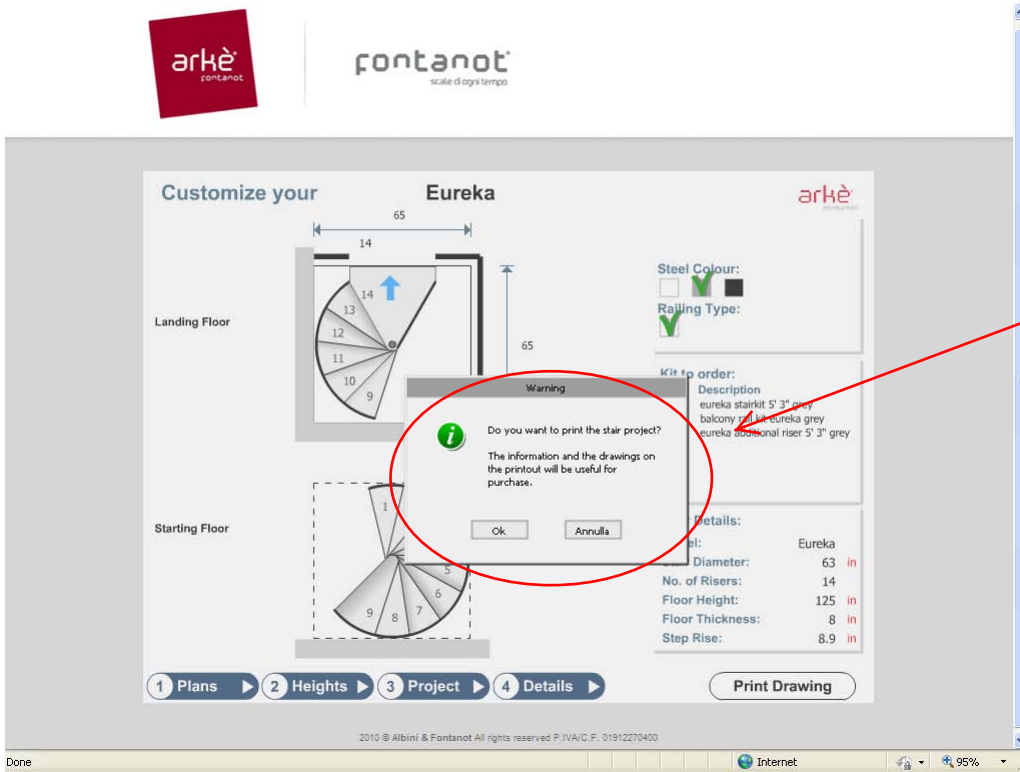 arkè
fontanot
fontanot
scale di ogni tempo
Customize your Eureka
arkè
65
14
14
13
12
11
10
9
Landing Floor
65
Steel Colour:
Railing Type:
Kit to order:
Description
eureka stairkit 5' 3" grey
balcony rail kit eureka grey
eureka additional riser 5' 3" grey
Warning
Do you want to print the stair project?
The information and the drawings on
the printout will be useful for
purchase.
Ok Annulla
Starting Floor
1
5
6
7
8
9
Details:
Eureka
Diameter: 63 in
No. of Risers: 14
Floor Height: 125 in
Floor Thickness: 8 in
Step Rise: 8.9 in
1 Plans 2 Heights 3 Project 4 Details
Print Drawing
2010 © Albini & Fontanot All rights reserved P.IVA/C.F. 01912270400
Done Internet 95%